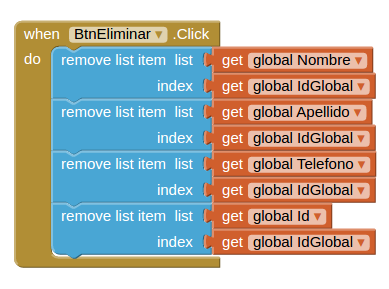 when BtnEliminar .Click
do remove list item list get global Nombre
index get global IdGlobal
remove list item list get global Apellido
index get global IdGlobal
remove list item list get global Telefono
index get global IdGlobal
remove list item list get global Id
index get global IdGlobal